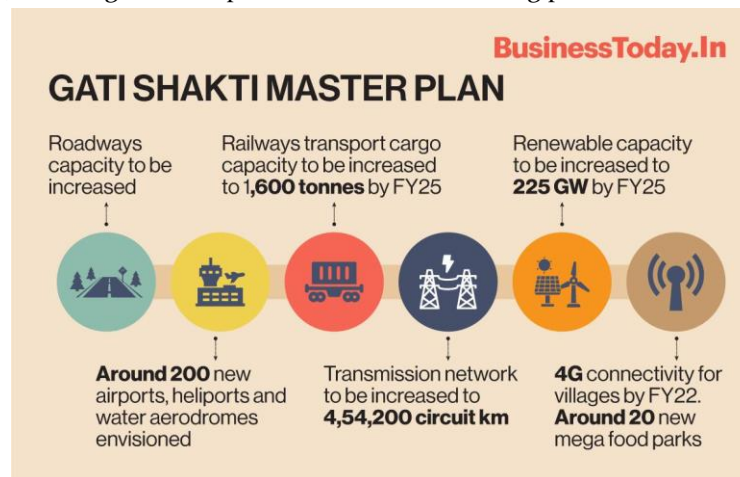 BusinessToday.In
GATI SHAKTI MASTER PLAN
Roadways
capacity to be
increased
Railways transport cargo
capacity to be increased
to 1,600 tonnes by FY25
Renewable capacity
to be increased to
225 GW by FY25
Around 200 new
airports, heliports and
water aerodromes
envisioned
Transmission network
to be increased to
4,54,200 circuit km
4G connectivity for
villages by FY22.
Around 20 new
mega food parks